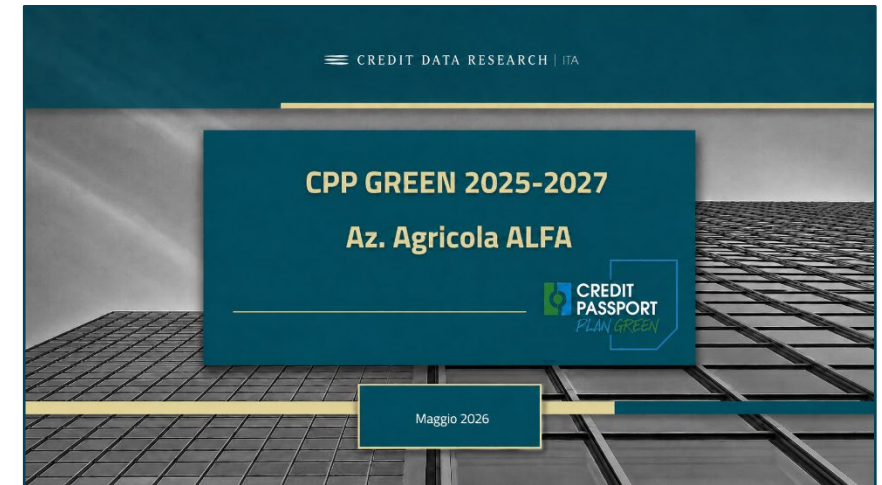 CREDIT DATA RESEARCH | ITA
CPP GREEN 2025-2027
Az. Agricola ALFA
CREDIT
PASSPORT
PLAN GREEN
Maggio 2026